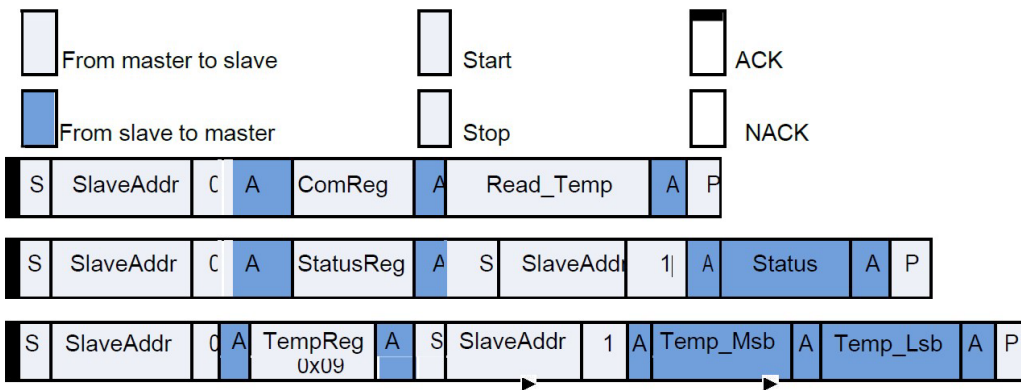 From master to slave Start ACK
From slave to master Stop NACK
S SlaveAddr 0 A ComReg A Read_Temp A P
S SlaveAddr 0 A StatusReg A S SlaveAddr 1 A Status A P
S SlaveAddr 0 A TempReg A S SlaveAddr 1 A Temp_Msb A Temp_Lsb A P
0x09